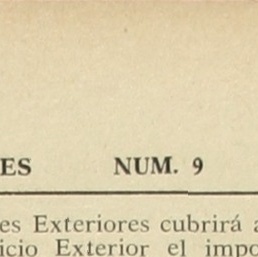 ES NUM. 9
es Exteriores cubrirá a
icio Exterior el impo